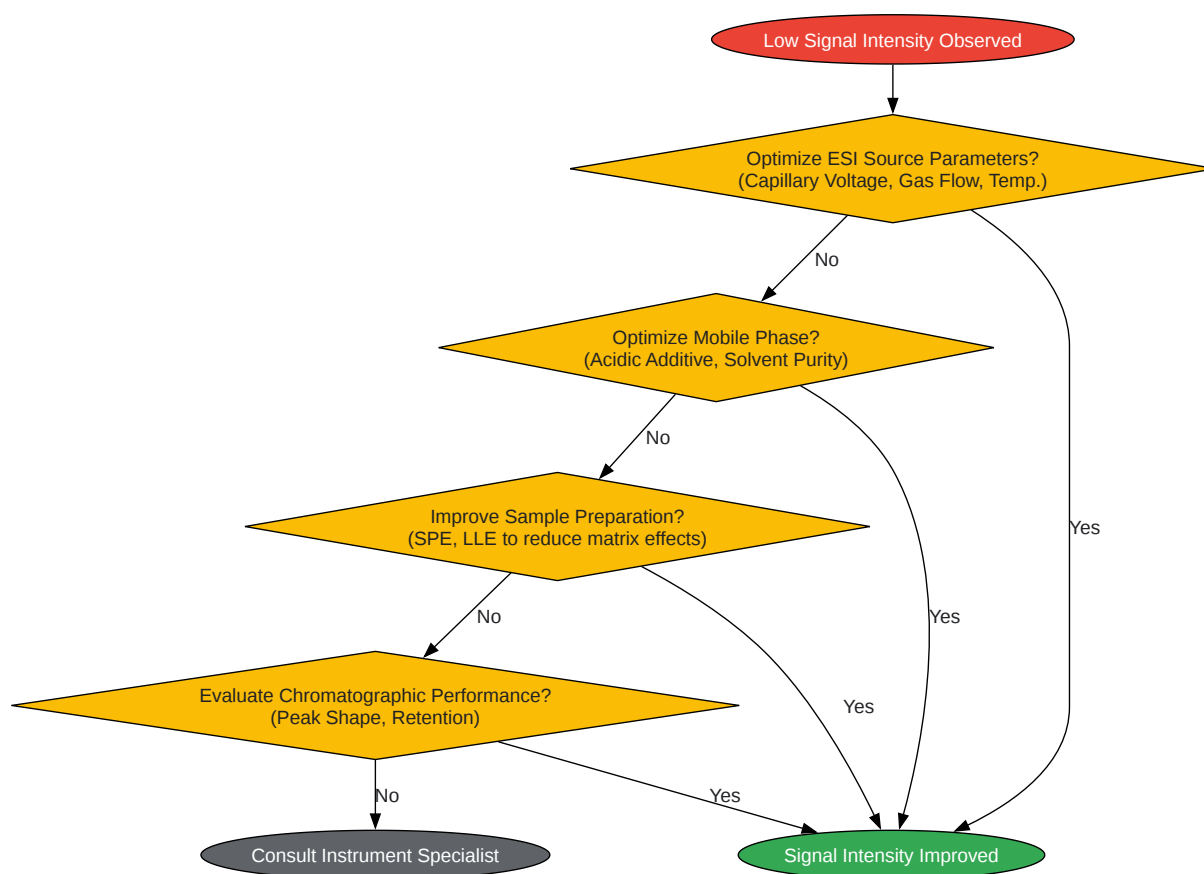 Low Signal Intensity Observed
Optimize ESI Source Parameters?
(Capillary Voltage, Gas Flow, Temp.)
No
Optimize Mobile Phase?
(Acidic Additive, Solvent Purity)
No
Improve Sample Preparation?
(SPE, LLE to reduce matrix effects)
Yes
No
Yes
Evaluate Chromatographic Performance?
(Peak Shape, Retention)
Yes
No
Yes
Consult Instrument Specialist
Signal Intensity Improved